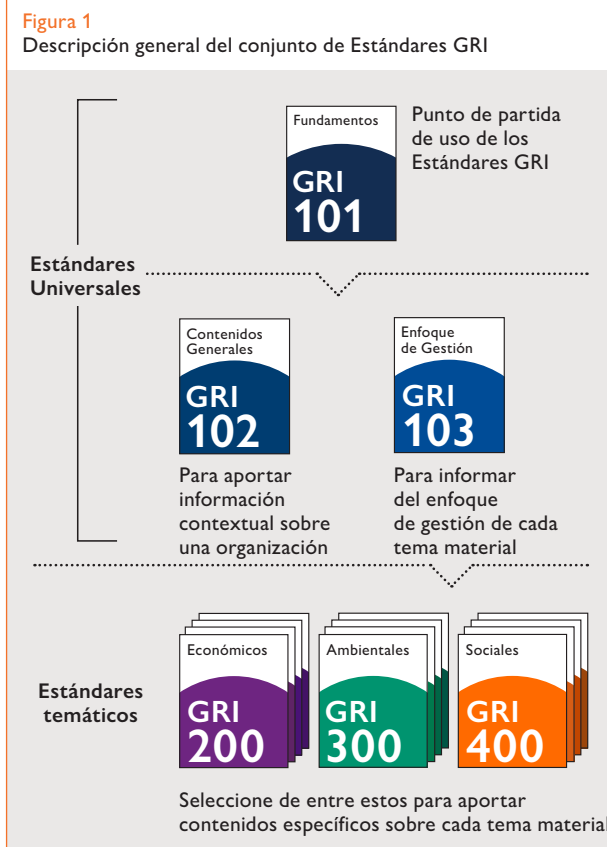 Figura 1
Descripción general del conjunto de Estándares GRI
Fundamentos
GRI
101
Punto de partida
de uso de los
Estándares GRI
Estándares
Universales
Contenidos
Generales
GRI
102
Para aportar
información
contextual sobre
una organización
Enfoque
de Gestión
GRI
103
Para informar
del enfoque
de gestión de cada
tema material
Estándares
temáticos
Económicos
GRI
200
Ambientales
GRI
300
Sociales
GRI
400
Seleccione de entre estos para aportar
contenidos específicos sobre cada tema material